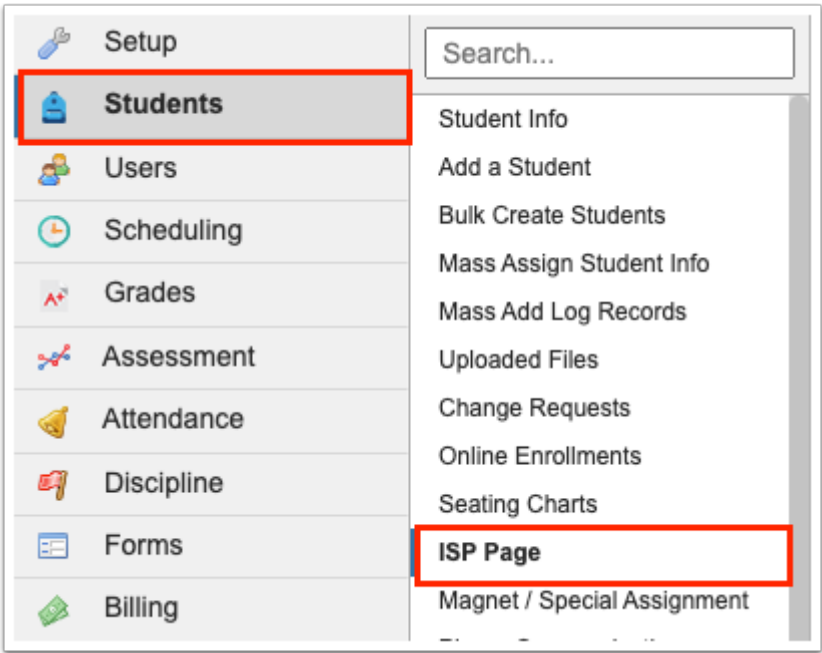 Setup
Students
Users
Scheduling
Grades
Assessment
Attendance
Discipline
Forms
Billing
Search...
Student Info
Add a Student
Bulk Create Students
Mass Assign Student Info
Mass Add Log Records
Uploaded Files
Change Requests
Online Enrollments
Seating Charts
ISP Page
Magnet / Special Assignment